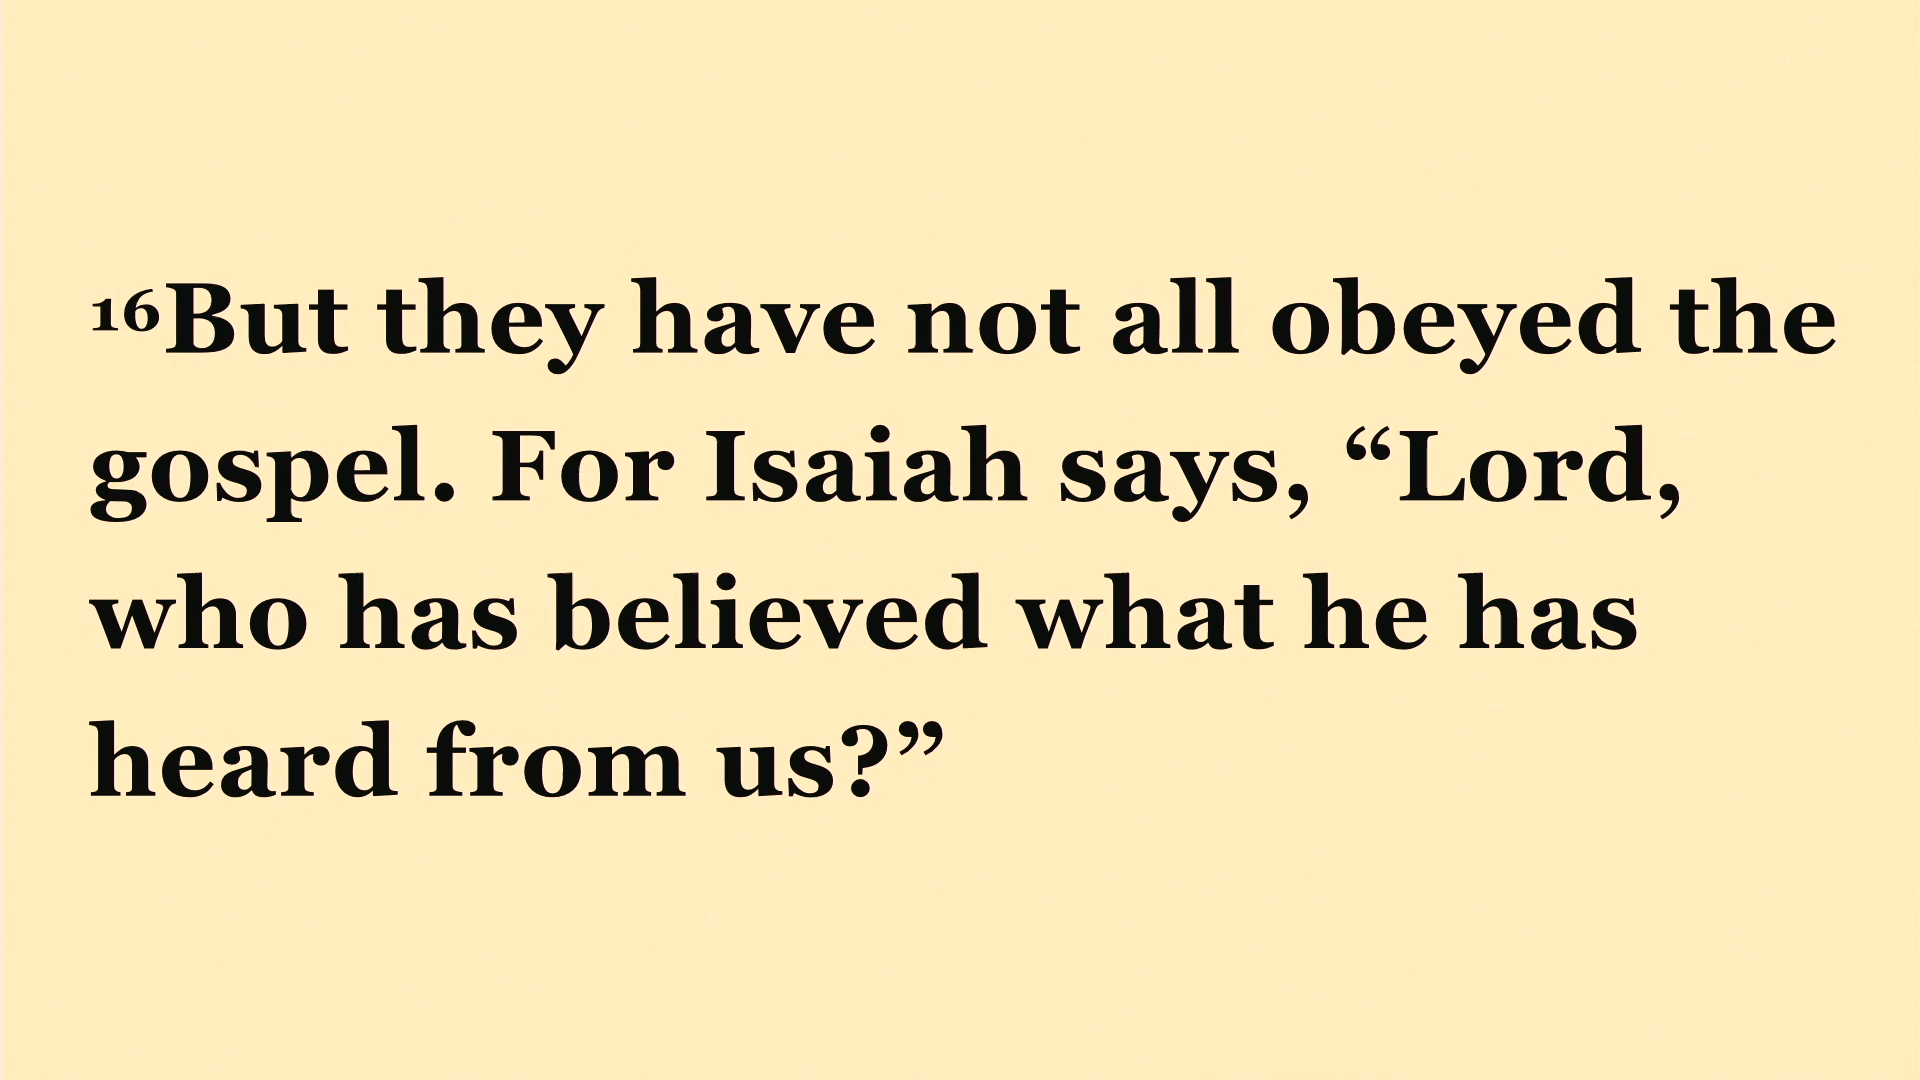 ¹⁶But they have not all obeyed the
gospel. For Isaiah says, “Lord,
who has believed what he has
heard from us?”